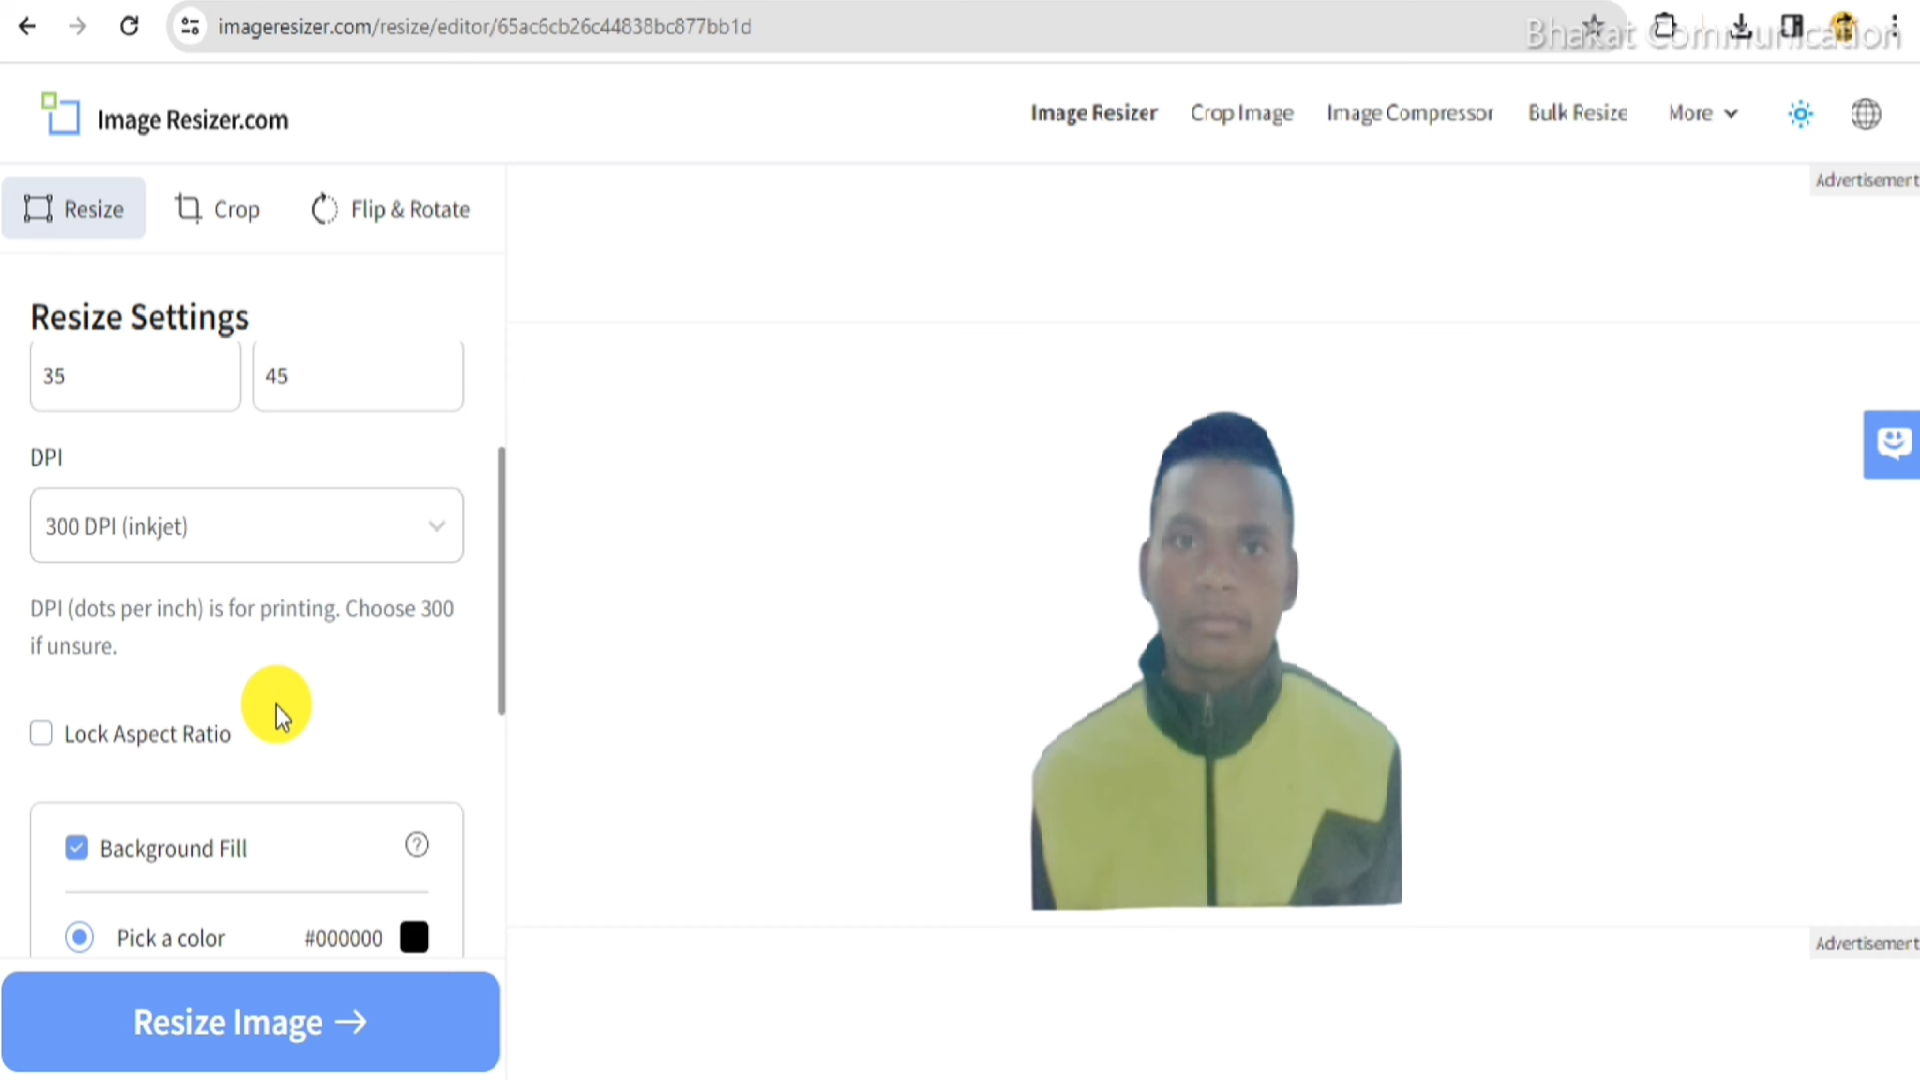 imageresizer.com/resize/editor/65ac6cb26c44838bc877bb1d
Bhakat Communication
Image Resizer.com
Image Resizer
Crop Image
Image Compressor
Bulk Resize
More
Resize
Crop
Flip & Rotate
Advertisement
Resize Settings
35
45
DPI
300 DPI (inkjet)
DPI (dots per inch) is for printing. Choose 300
if unsure.
Lock Aspect Ratio
Background Fill
?
Pick a color
#000000
Advertisement
Resize Image →